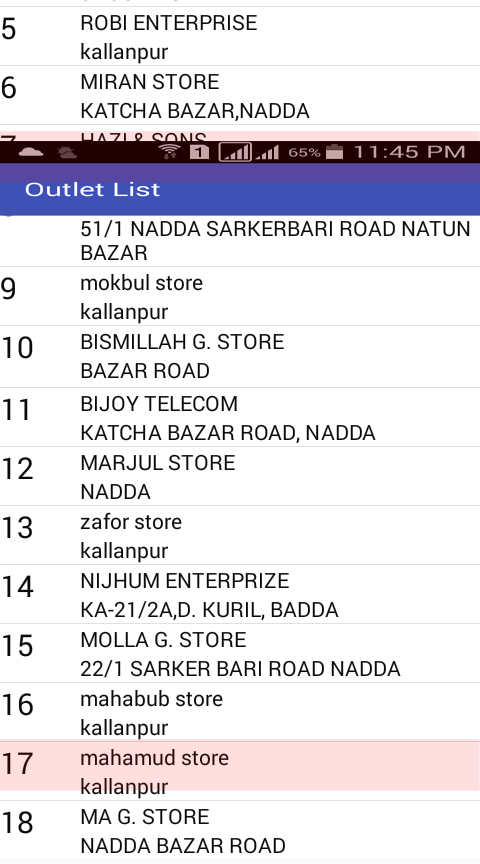 5
ROBI ENTERPRISE
kallanpur
6
MIRAN STORE
KATCHA BAZAR,NADDA
HAZI & SONS
1 65% 11:45 PM
Outlet List
51/1 NADDA SARKERBARI ROAD NATUN
BAZAR
9
mokbul store
kallanpur
10
BISMILLAH G. STORE
BAZAR ROAD
11
BIJOY TELECOM
KATCHA BAZAR ROAD, NADDA
12
MARJUL STORE
NADDA
13
zafor store
kallanpur
14
NIJHUM ENTERPRIZE
KA-21/2A,D. KURIL, BADDA
15
MOLLA G. STORE
22/1 SARKER BARI ROAD NADDA
16
mahabub store
kallanpur
17
mahamud store
kallanpur
18
MA G. STORE
NADDA BAZAR ROAD